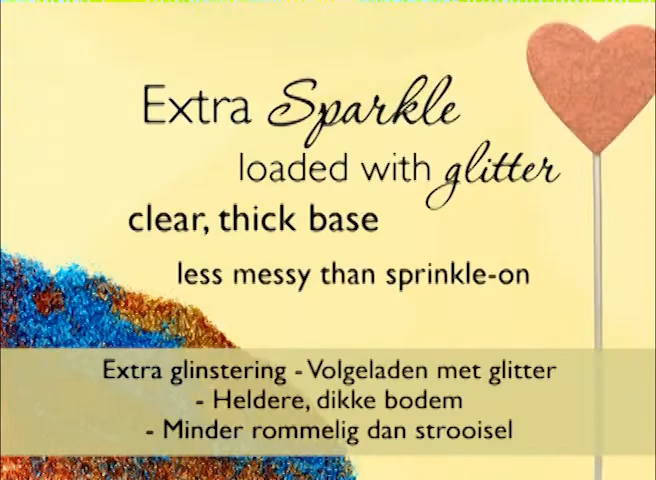 Extra Sparkle
loaded with glitter
clear, thick base
less messy than sprinkle-on
Extra glinstering - Volgeladen met glitter
- Heldere, dikke bodem
- Minder rommelig dan strooisel